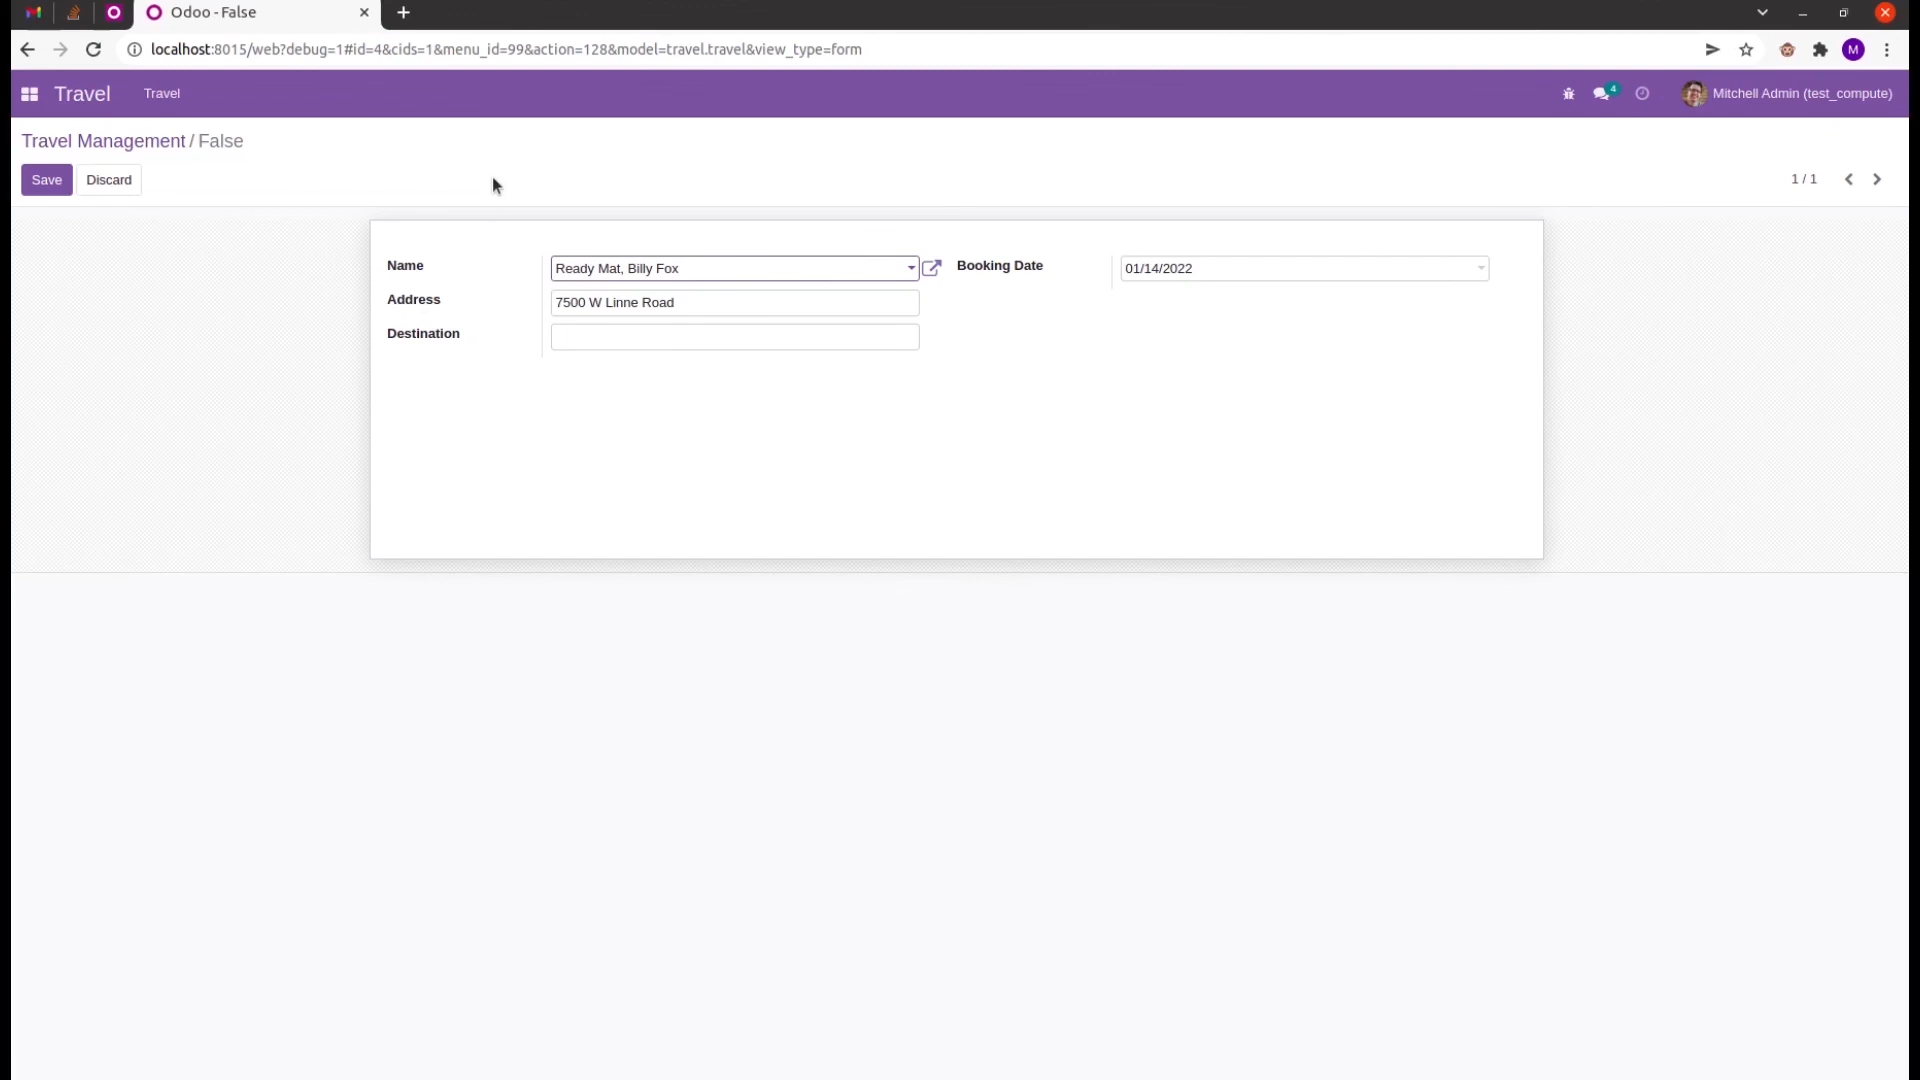 Odoo - False
localhost:8015/web?debug=1#id=4&cids=1&menu_id=99&action=128&model=travel.travel&view_type=form
M
Travel Travel 4 Mitchell Admin (test_compute)
Travel Management / False
Save Discard 1 / 1
Name Ready Mat, Billy Fox Booking Date 01/14/2022
Address 7500 W Linne Road
Destination